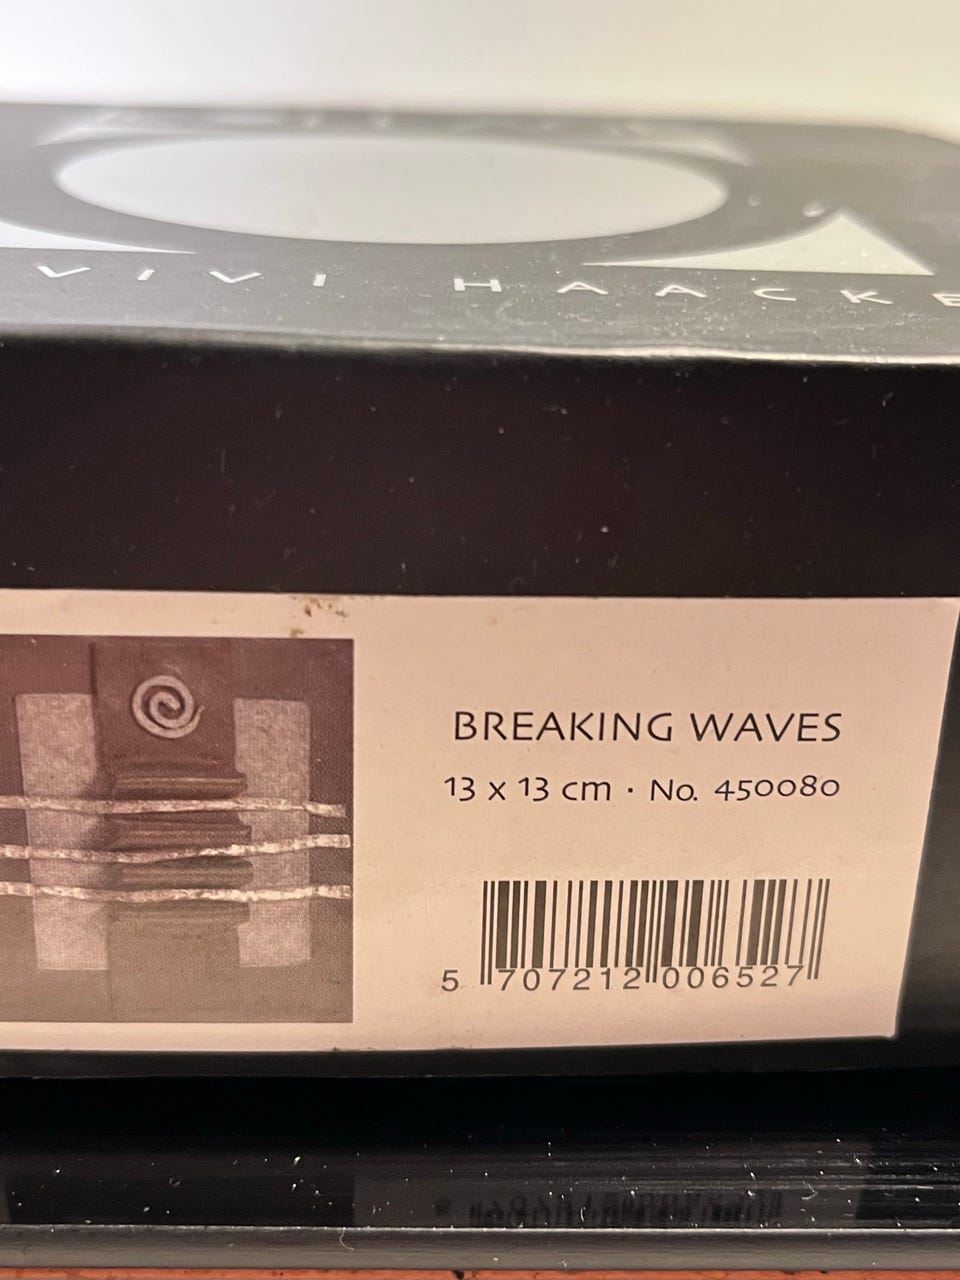 VIVI HAACKE
BREAKING WAVES
13 x 13 cm · No. 450080
5 707212 006527